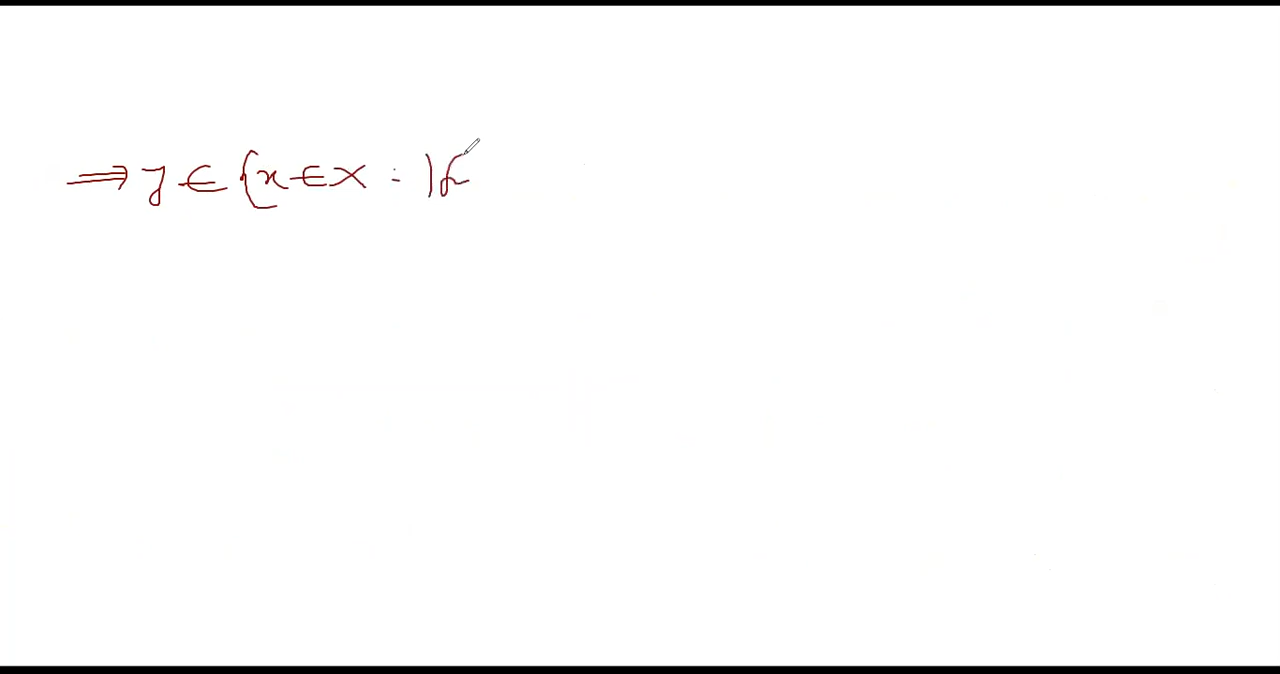 ⟹ y ∈ {x ∈ X : |f